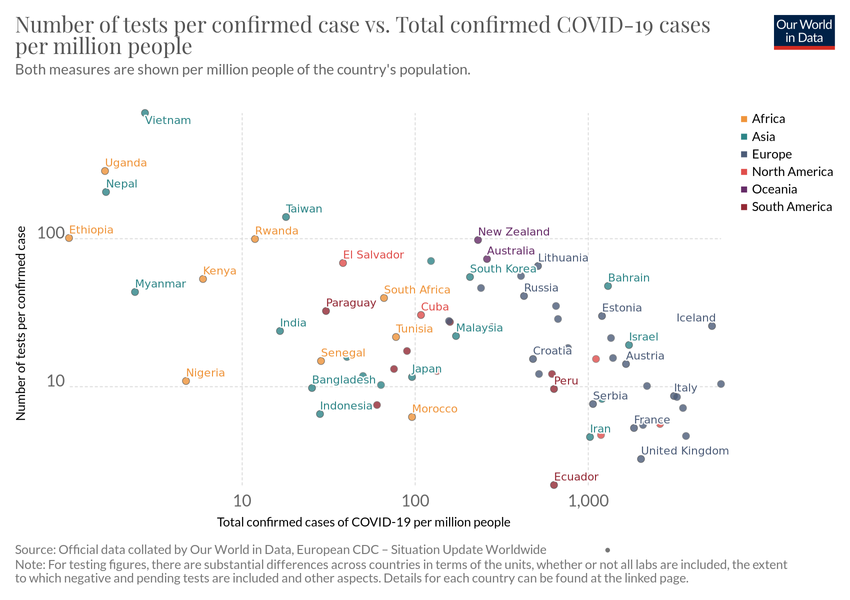 Number of tests per confirmed case vs. Total confirmed COVID-19 cases
per million people
Both measures are shown per million people of the country's population.
Our World
in Data
Vietnam
Uganda
Nepal
Taiwan
Ethiopia
Rwanda
New Zealand
Australia
El Salvador
Lithuania
South Korea
Kenya
Bahrain
Myanmar
South Africa
Russia
Paraguay
Cuba
Estonia
Iceland
India
Tunisia
Malaysia
Israel
Senegal
Croatia
Austria
Nigeria
Bangladesh
Japan
Peru
Italy
Indonesia
Morocco
Serbia
France
Iran
United Kingdom
Ecuador
Africa
Asia
Europe
North America
Oceania
South America
Number of tests per confirmed case
100
10
10
100
1,000
Total confirmed cases of COVID-19 per million people
Source: Official data collated by Our World in Data, European CDC – Situation Update Worldwide
Note: For testing figures, there are substantial differences across countries in terms of the units, whether or not all labs are included, the extent
to which negative and pending tests are included and other aspects. Details for each country can be found at the linked page.